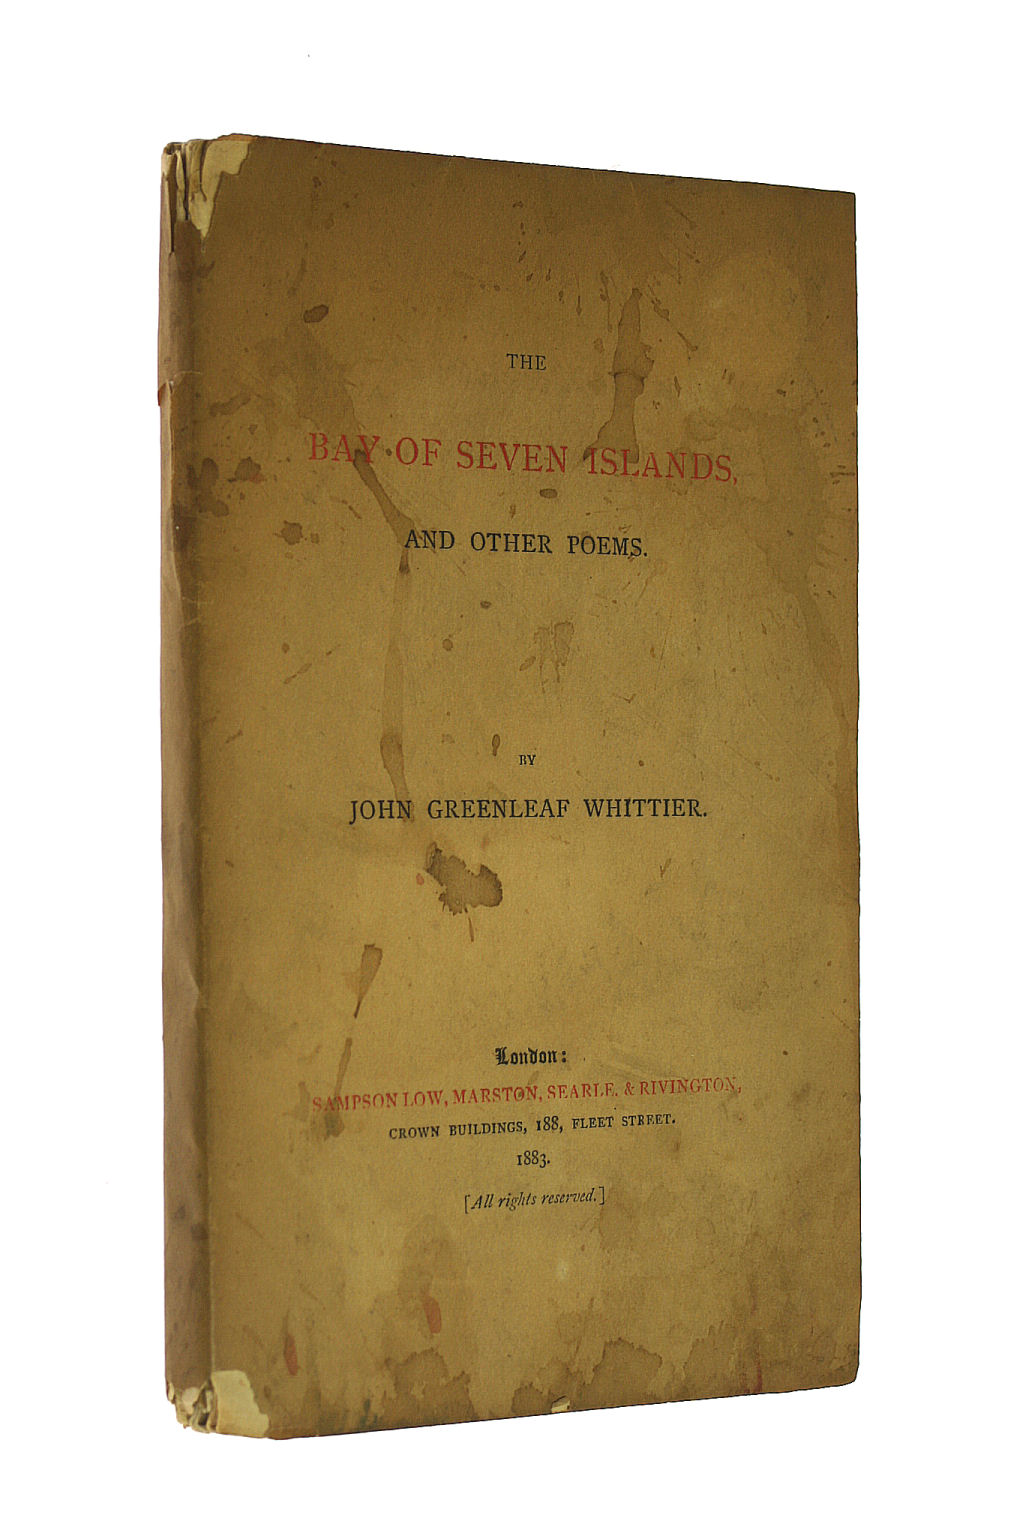 THE
BAY OF SEVEN ISLANDS,
AND OTHER POEMS.
BY
JOHN GREENLEAF WHITTIER.
London:
SAMPSON LOW, MARSTON, SEARLE, & RIVINGTON,
CROWN BUILDINGS, 188, FLEET STREET.
1883.
[All rights reserved.]